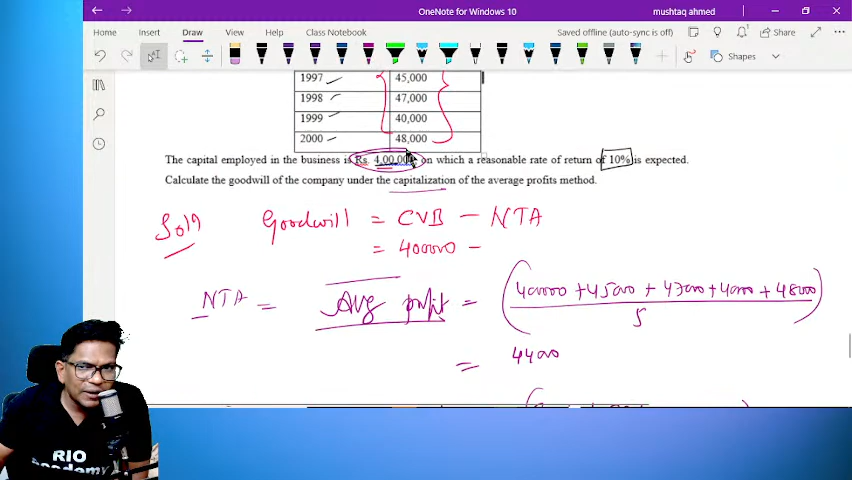 OneNote for Windows 10
mushtaq ahmed
Home Insert Draw View Help Class Notebook
Saved offline (auto-sync is off)
Share
Shapes
1997 45,000
1998 47,000
1999 40,000
2000 48,000
The capital employed in the business is Rs. 4,00,000 on which a reasonable rate of return of 10% is expected.
Calculate the goodwill of the company under the capitalization of the average profits method.
Soln Goodwill = CVB - NTA
= 400000 -
NTA = Avg profit = (400000 + 45000 + 47000 + 40000 + 48000)
5
= 44000
RIO
Academy